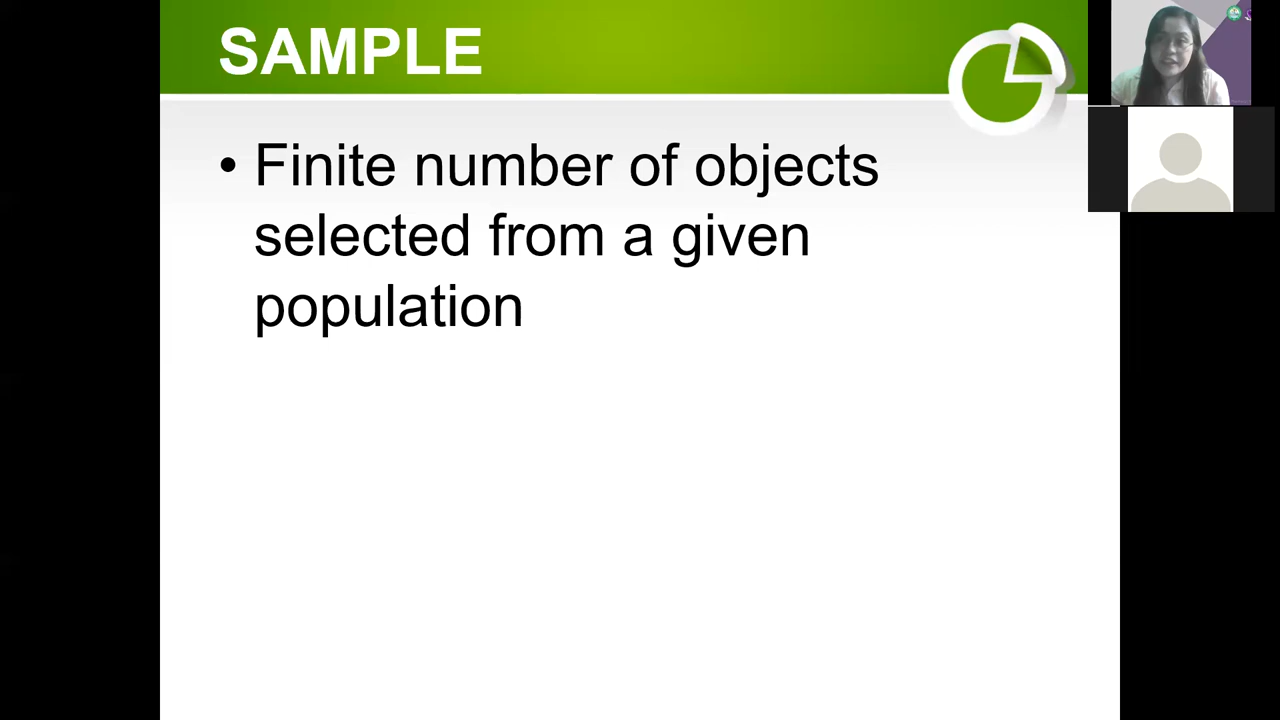 SAMPLE
• Finite number of objects
selected from a given
population